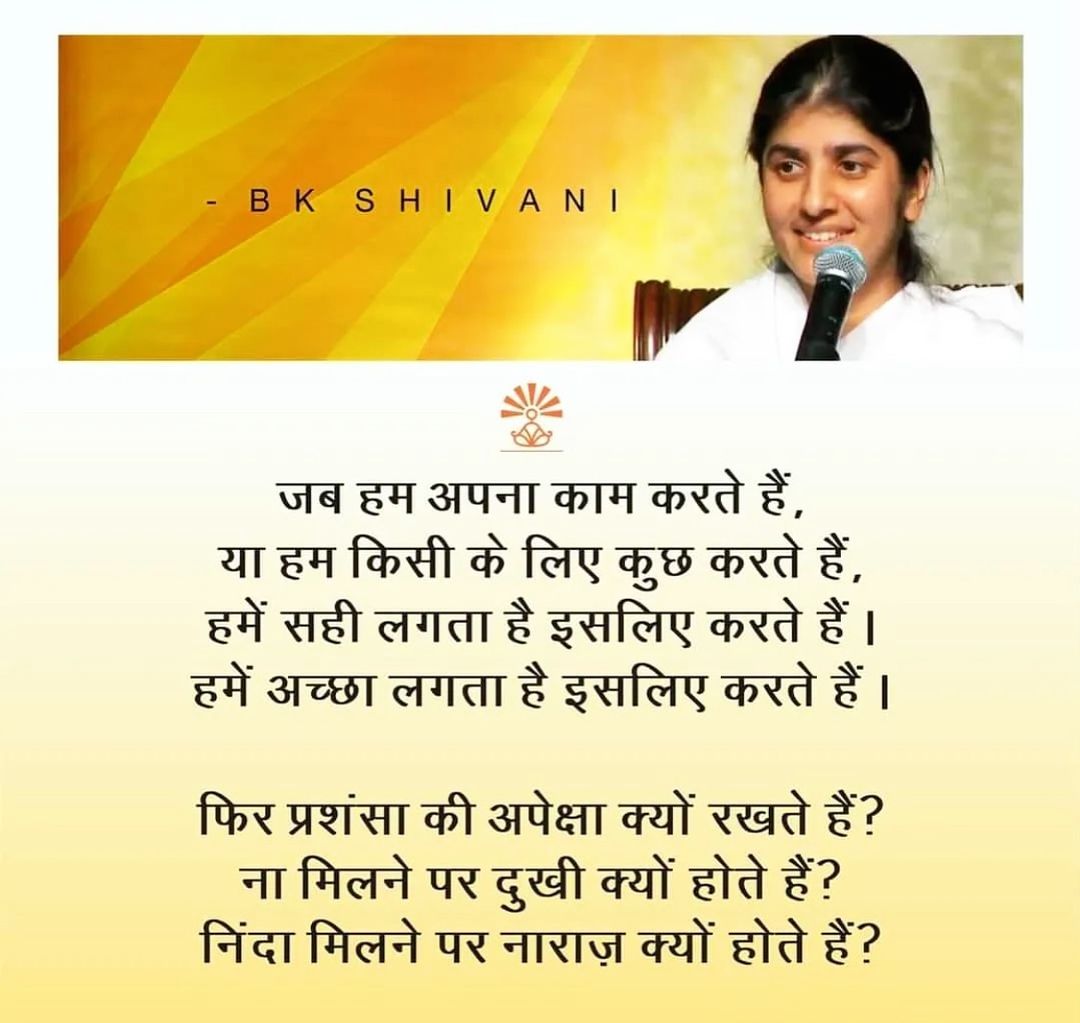 - BK SHIVANI
जब हम अपना काम करते हैं,
या हम किसी के लिए कुछ करते हैं,
हमें सही लगता है इसलिए करते हैं ।
हमें अच्छा लगता है इसलिए करते हैं ।
फिर प्रशंसा की अपेक्षा क्यों रखते हैं?
ना मिलने पर दुखी क्यों होते हैं?
निंदा मिलने पर नाराज़ क्यों होते हैं?